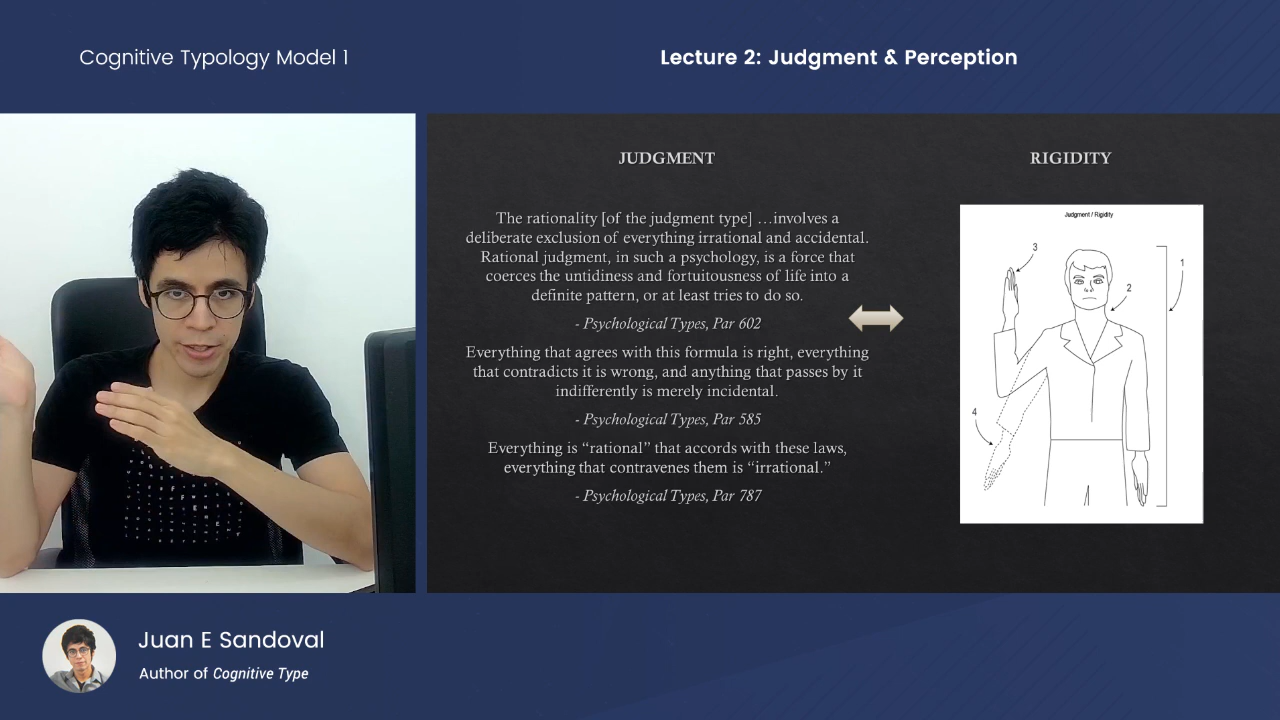 Cognitive Typology Model 1
Lecture 2: Judgment & Perception
JUDGMENT
The rationality [of the judgment type] …involves a
deliberate exclusion of everything irrational and accidental.
Rational judgment, in such a psychology, is a force that
coerces the untidiness and fortuitousness of life into a
definite pattern, or at least tries to do so.
- Psychological Types, Par 602
Everything that agrees with this formula is right, everything
that contradicts it is wrong, and anything that passes by it
indifferently is merely incidental.
- Psychological Types, Par 585
Everything is “rational” that accords with these laws,
everything that contravenes them is “irrational.”
- Psychological Types, Par 787
RIGIDITY
Judgment / Rigidity
3
1
2
4
Juan E Sandoval
Author of Cognitive Type